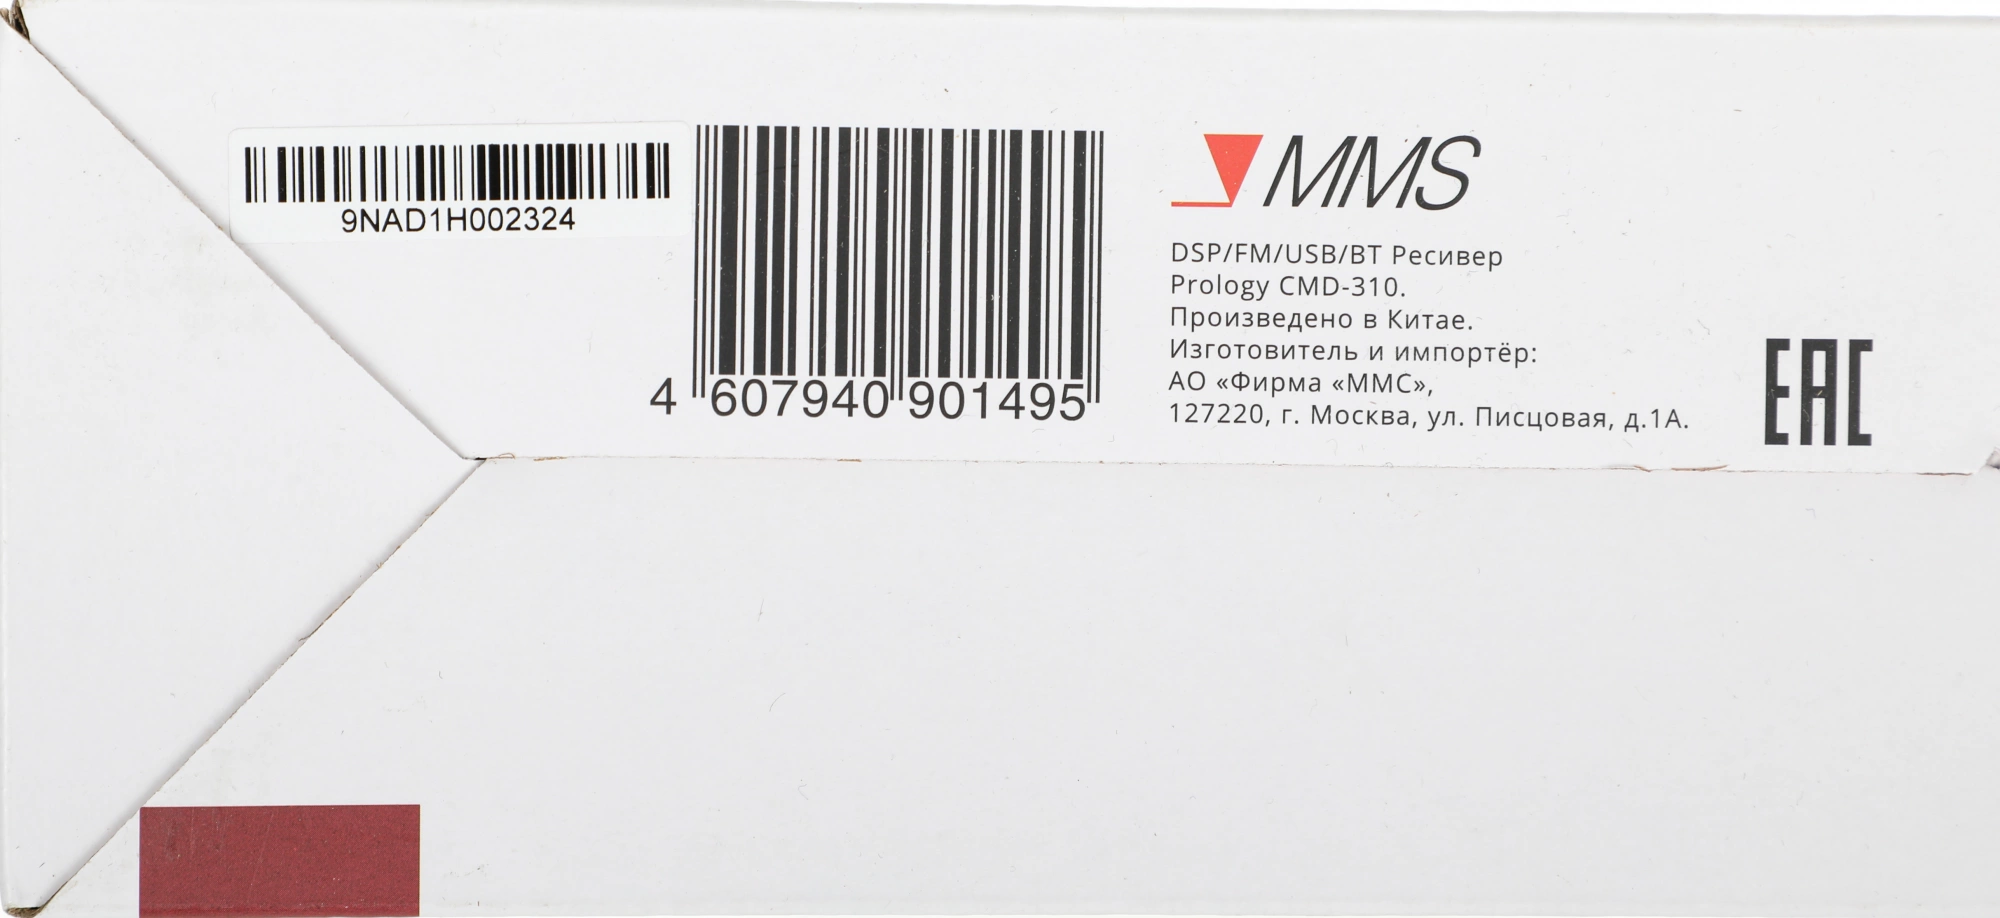 9NAD1H002324
4 607940 901495
MMS
DSP/FM/USB/BT Ресивер
Prology CMD-310.
Произведено в Китае.
Изготовитель и импортёр:
АО «Фирма «ММС»,
127220, г. Москва, ул. Писцовая, д.1А.
EAC